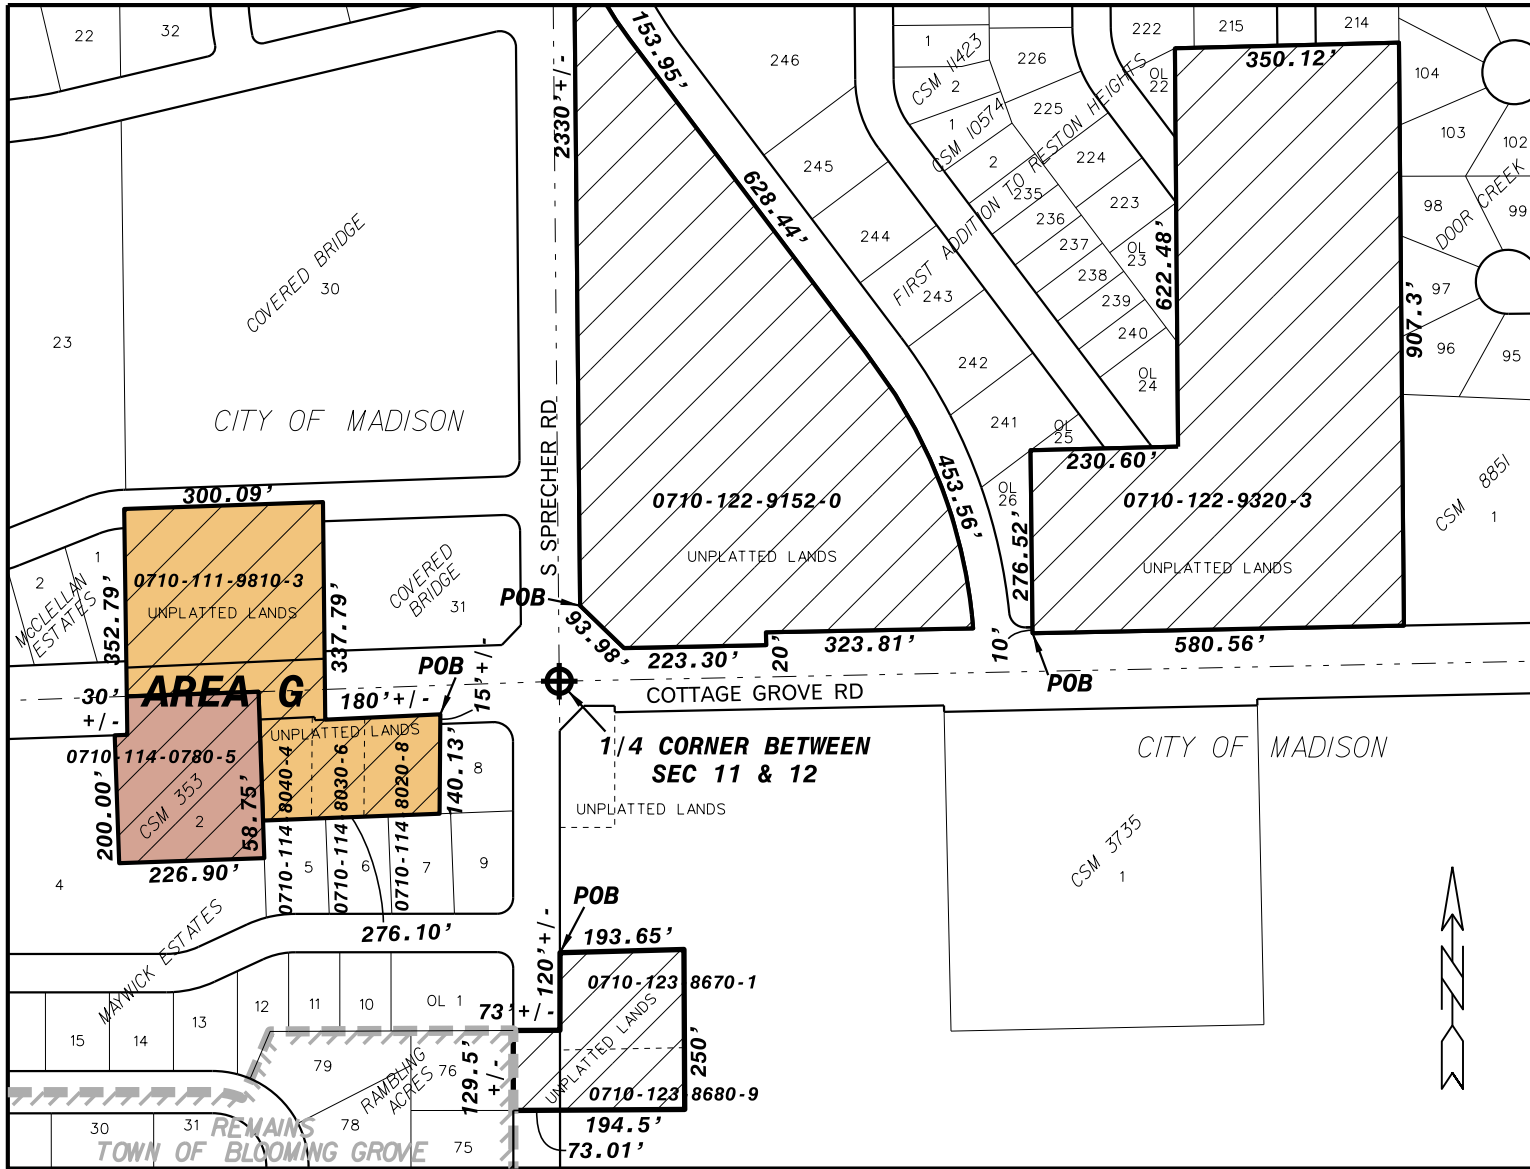 22
32
153.95'
246
1
CSM 11423
2
226
222
215
214
OL
22
350.12'
104
2330'+/-
1
CSM 10574
225
103
102
245
2
224
628.44'
235
223
98
99
DOOR CREEK
COVERED BRIDGE
30
244
236
237
OL
23
FIRST ADDITION TO RESTON HEIGHTS
238
622.48'
243
239
97
23
240
907.3'
96
95
242
OL
24
CITY OF MADISON
S SPRECHER RD
241
OL
25
230.60'
453.56'
OL
26
300.09'
0710-122-9152-0
0710-122-9320-3
CSM 8851
1
276.52'
UNPLATTED LANDS
UNPLATTED LANDS
1
2
McCLELLAN
ESTATES
352.79'
0710-111-9810-3
UNPLATTED LANDS
337.79'
COVERED
BRIDGE
31
POB
93.98'
223.30'
20'
323.81'
10'
580.56'
POB
15'+/-
POB
30'
+/-
AREA G
180'+/-
COTTAGE GROVE RD
UNPLATTED LANDS
1/4 CORNER BETWEEN
SEC 11 & 12
CITY OF MADISON
0710-114-0780-5
200.00'
CSM 353
2
58.75'
0710-114-8040-4
0710-114-8030-6
0710-114-8020-8
140.13'
8
UNPLATTED LANDS
CSM 3735
1
226.90'
4
5
6
7
9
276.10'
POB
MAYWICK ESTATES
193.65'
120'+/-
0710-123-8670-1
12
11
10
OL 1
73'+/-
UNPLATTED LANDS
250'
15
14
13
79
RAMBLING
ACRES
76
129.5'
+/-
0710-123-8680-9
30
31
REMAINS
TOWN OF BLOOMING GROVE
78
75
194.5'
73.01'
N